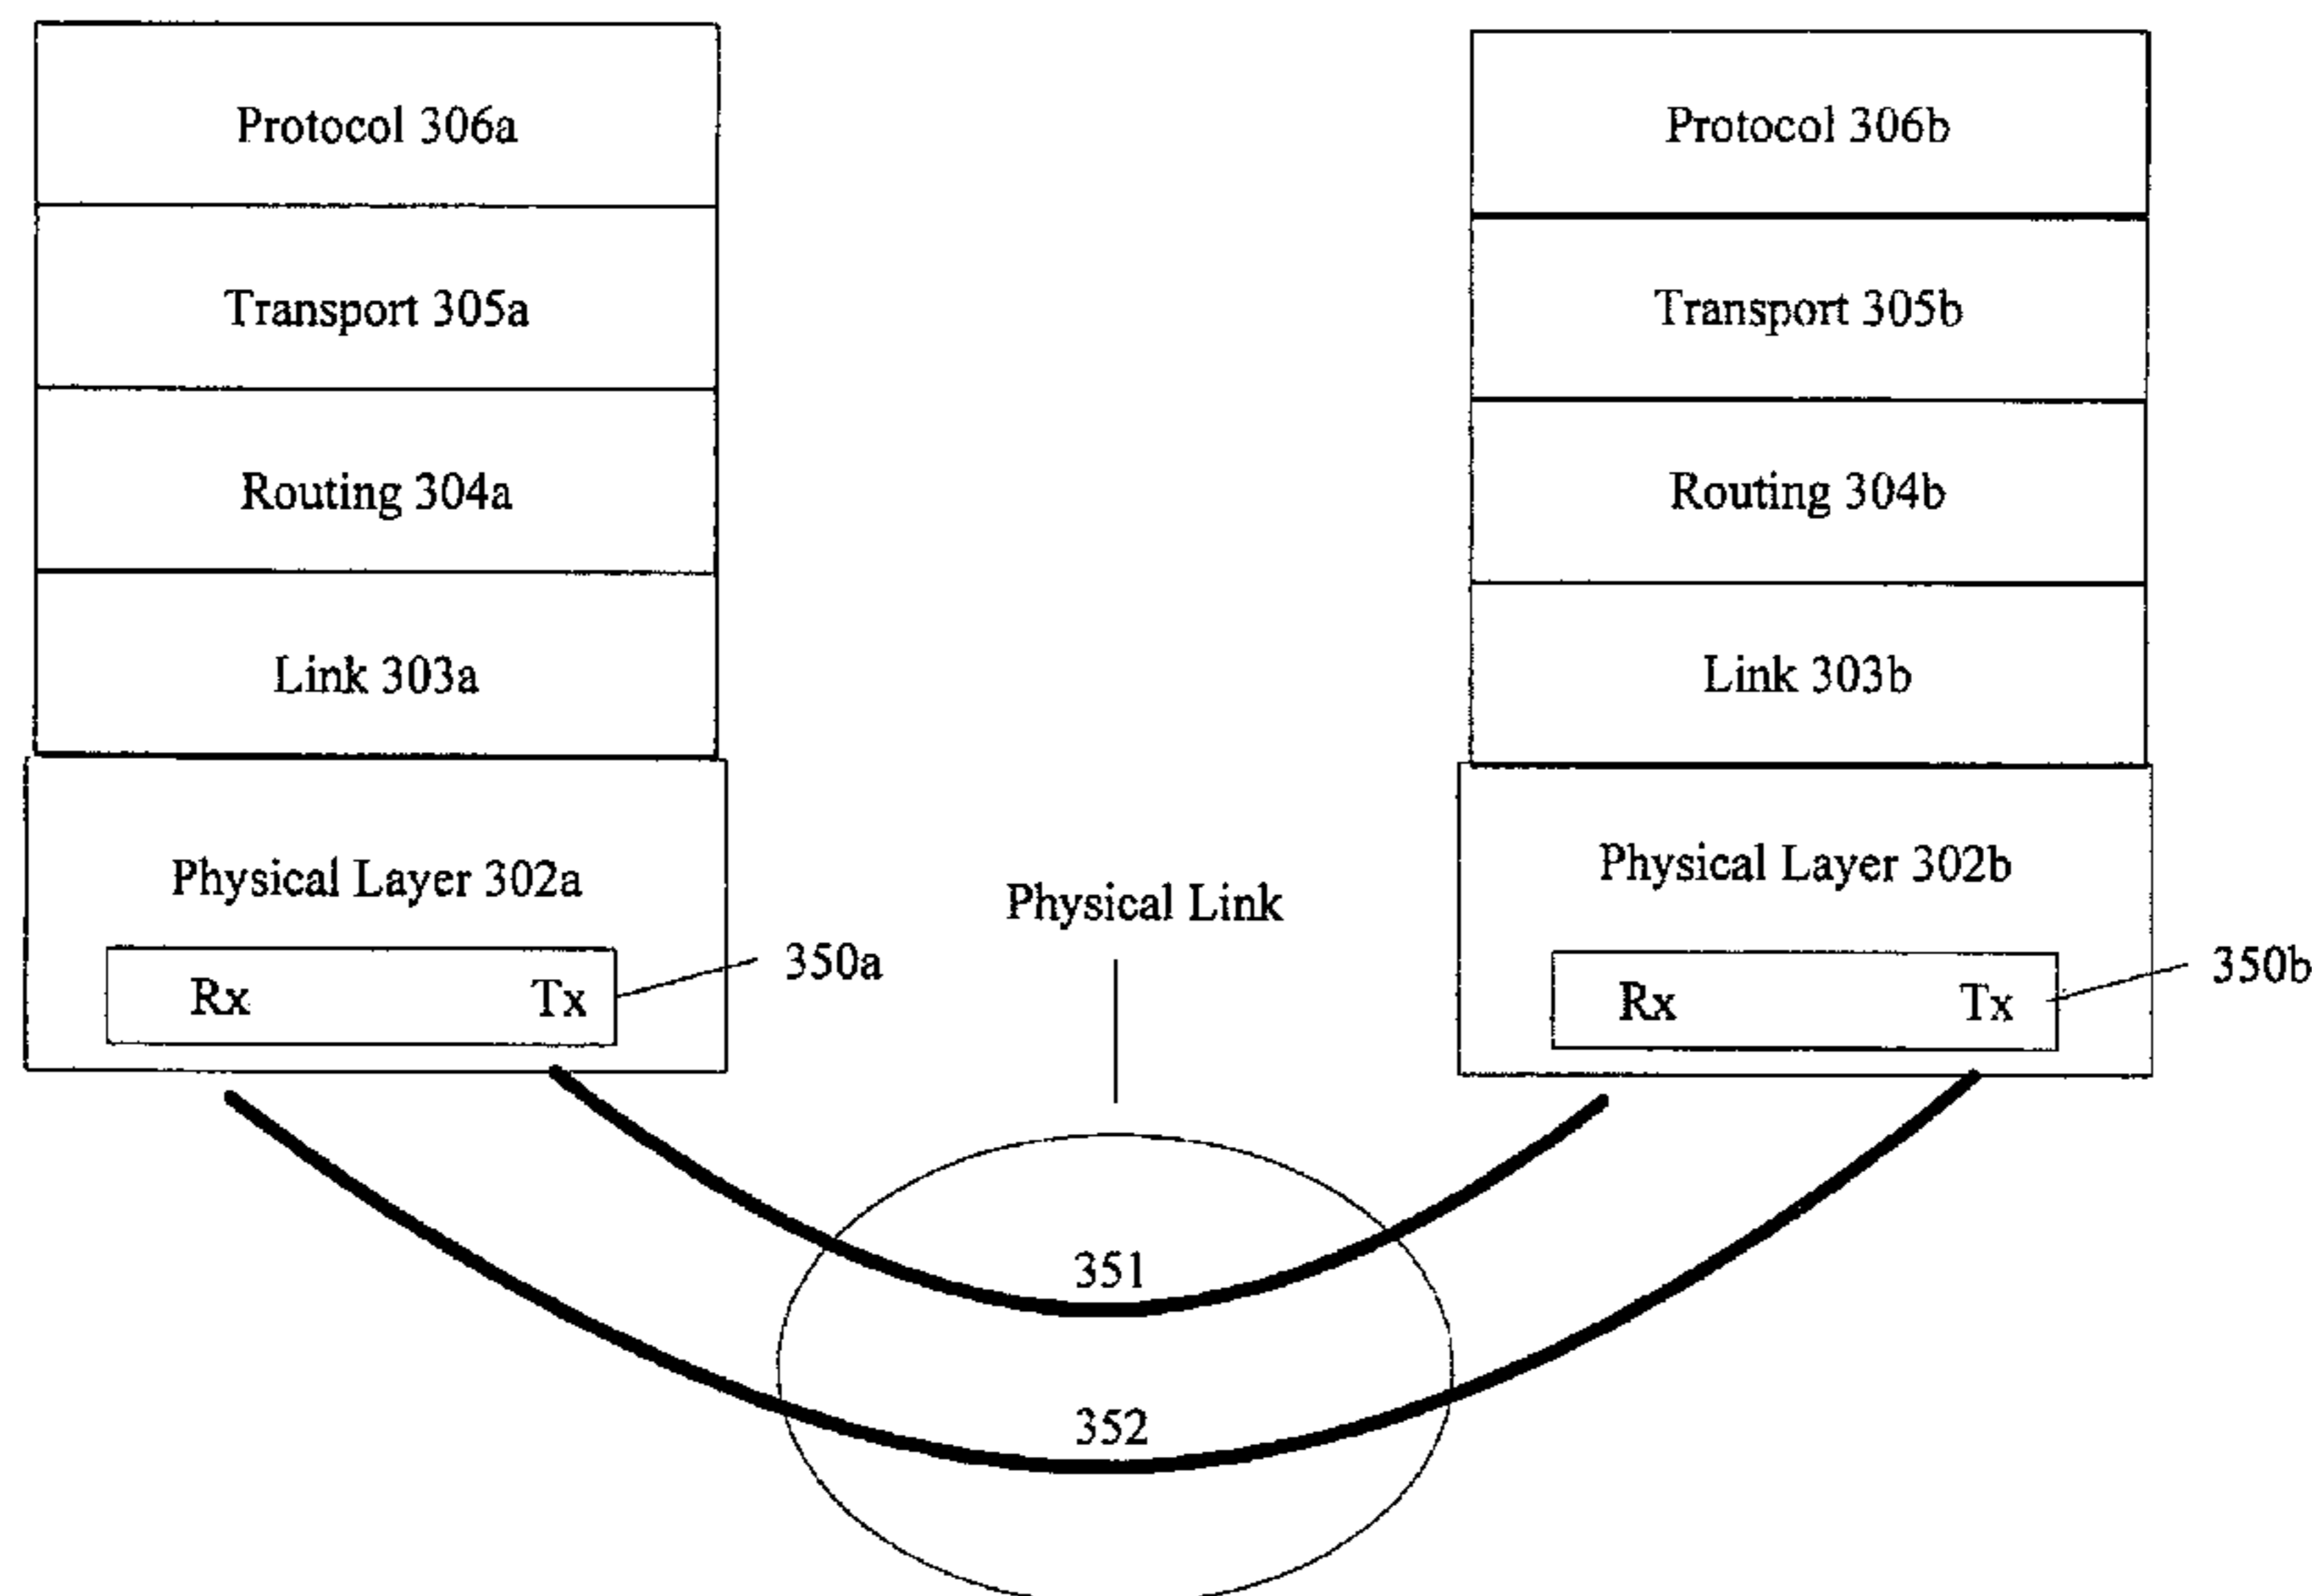 Protocol 306a
Transport 305a
Routing 304a
Link 303a
Physical Layer 302a
Rx Tx
350a
Physical Link
351
352
Protocol 306b
Transport 305b
Routing 304b
Link 303b
Physical Layer 302b
Rx Tx
350b